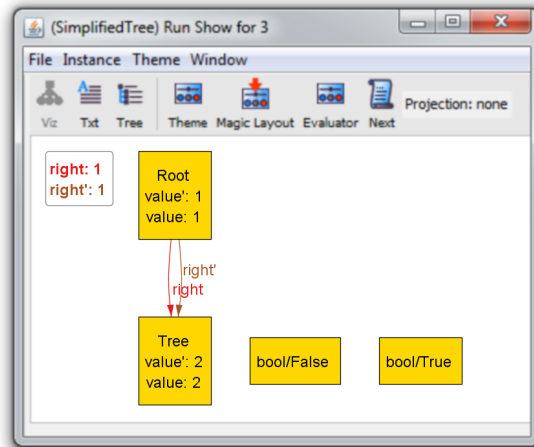 (SimplifiedTree) Run Show for 3
File Instance Theme Window
Viz Txt Tree Theme Magic Layout Evaluator Next Projection: none
right: 1
right': 1
Root
value': 1
value: 1
right'
right
Tree
value': 2
value: 2
bool/False
bool/True